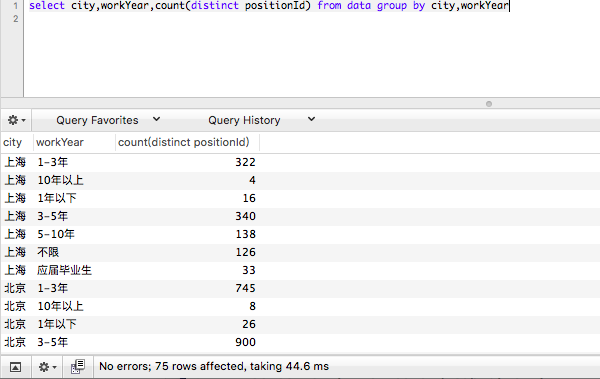 1 select city,workYear,count(distinct positionId) from data group by city,workYear
2
Query Favorites Query History
city workYear count(distinct positionId)
上海 1-3年 322
上海 10年以上 4
上海 1年以下 16
上海 3-5年 340
上海 5-10年 138
上海 不限 126
上海 应届毕业生 33
北京 1-3年 745
北京 10年以上 8
北京 1年以下 26
北京 3-5年 900
No errors; 75 rows affected, taking 44.6 ms